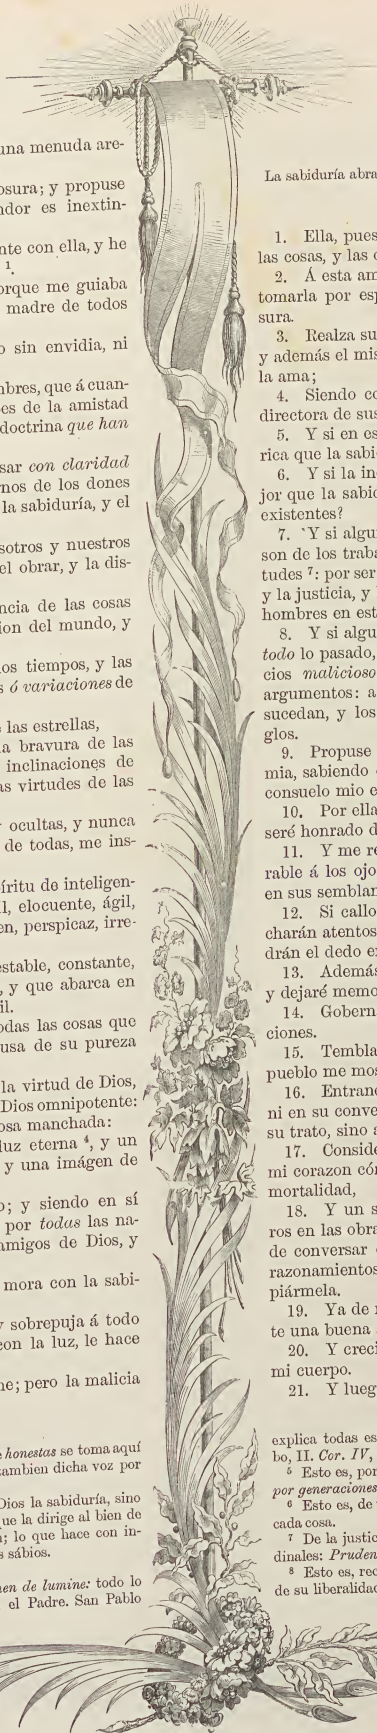 una menuda are-
osura; y propuse
ndor es inextin-
nte con ella, y he
1.
orque me guiaba
madre de todos
o sin envidia, ni
mbres, que á cuan-
es de la amistad
doctrina que han
sar con claridad
rnos de los dones
la sabiduría, y el
sotros y nuestros
el obrar, y la dis-
ncia de las cosas
ion del mundo, y
los tiempos, y las
s ó variaciones de
e las estrellas,
la bravura de las
inclinaciones de
as virtudes de las
r ocultas, y nunca
de todas, me ins-
íritu de inteligen-
il, elocuente, ágil,
en, perspicaz, irre-
estable, constante,
, y que abarca en
il.
odas las cosas que
usa de su pureza
la virtud de Dios,
Dios omnipotente:
osa manchada:
luz eterna 4, y un
y una imágen de
o; y siendo en sí
por todas las na-
amigos de Dios, y
mora con la sabi-
y sobrepuja á todo
con la luz, le hace
ne; pero la malicia
e honestas se toma aquí
tambien dicha voz por
Dios la sabiduría, sino
que la dirige al bien de
n; lo que hace con in-
s sábios.
men de lumine: todo lo
el Padre. San Pablo
La sabiduría abra
1. Ella, pues
las cosas, y las
2. Á esta am
tomarla por esp
sura.
3. Realza su
y además el mis
la ama;
4. Siendo co
directora de sus
5. Y si en es
rica que la sabi
6. Y si la in
jor que la sabid
existentes?
7. Y si algu
son de los traba
tudes 7: por ser
y la justicia, y
hombres en est
8. Y si algu
todo lo pasado,
cios malicioso
argumentos: a
sucedan, y los
glos.
9. Propuse
mia, sabiendo
consuelo mio e
10. Por ella
seré honrado d
11. Y me re
rable á los ojo
en sus semblan
12. Si callo
charán atentos
drán el dedo e
13. Además
y dejaré memo
14. Gobern
ciones.
15. Tembla
pueblo me mos
16. Entrand
ni en su conve
su trato, sino a
17. Conside
mi corazon cóm
mortalidad,
18. Y un s
ros en las obra
de conversar
razonamientos
piármela.
19. Ya de
te una buena
20. Y creci
mi cuerpo.
21. Y lueg
explica todas es
bo, II. Cor. IV,
5 Esto es, por
por generaciones
6 Esto es, de
cada cosa.
7 De la justic
dinales: Pruden
8 Esto es, rec
de su liberalidad